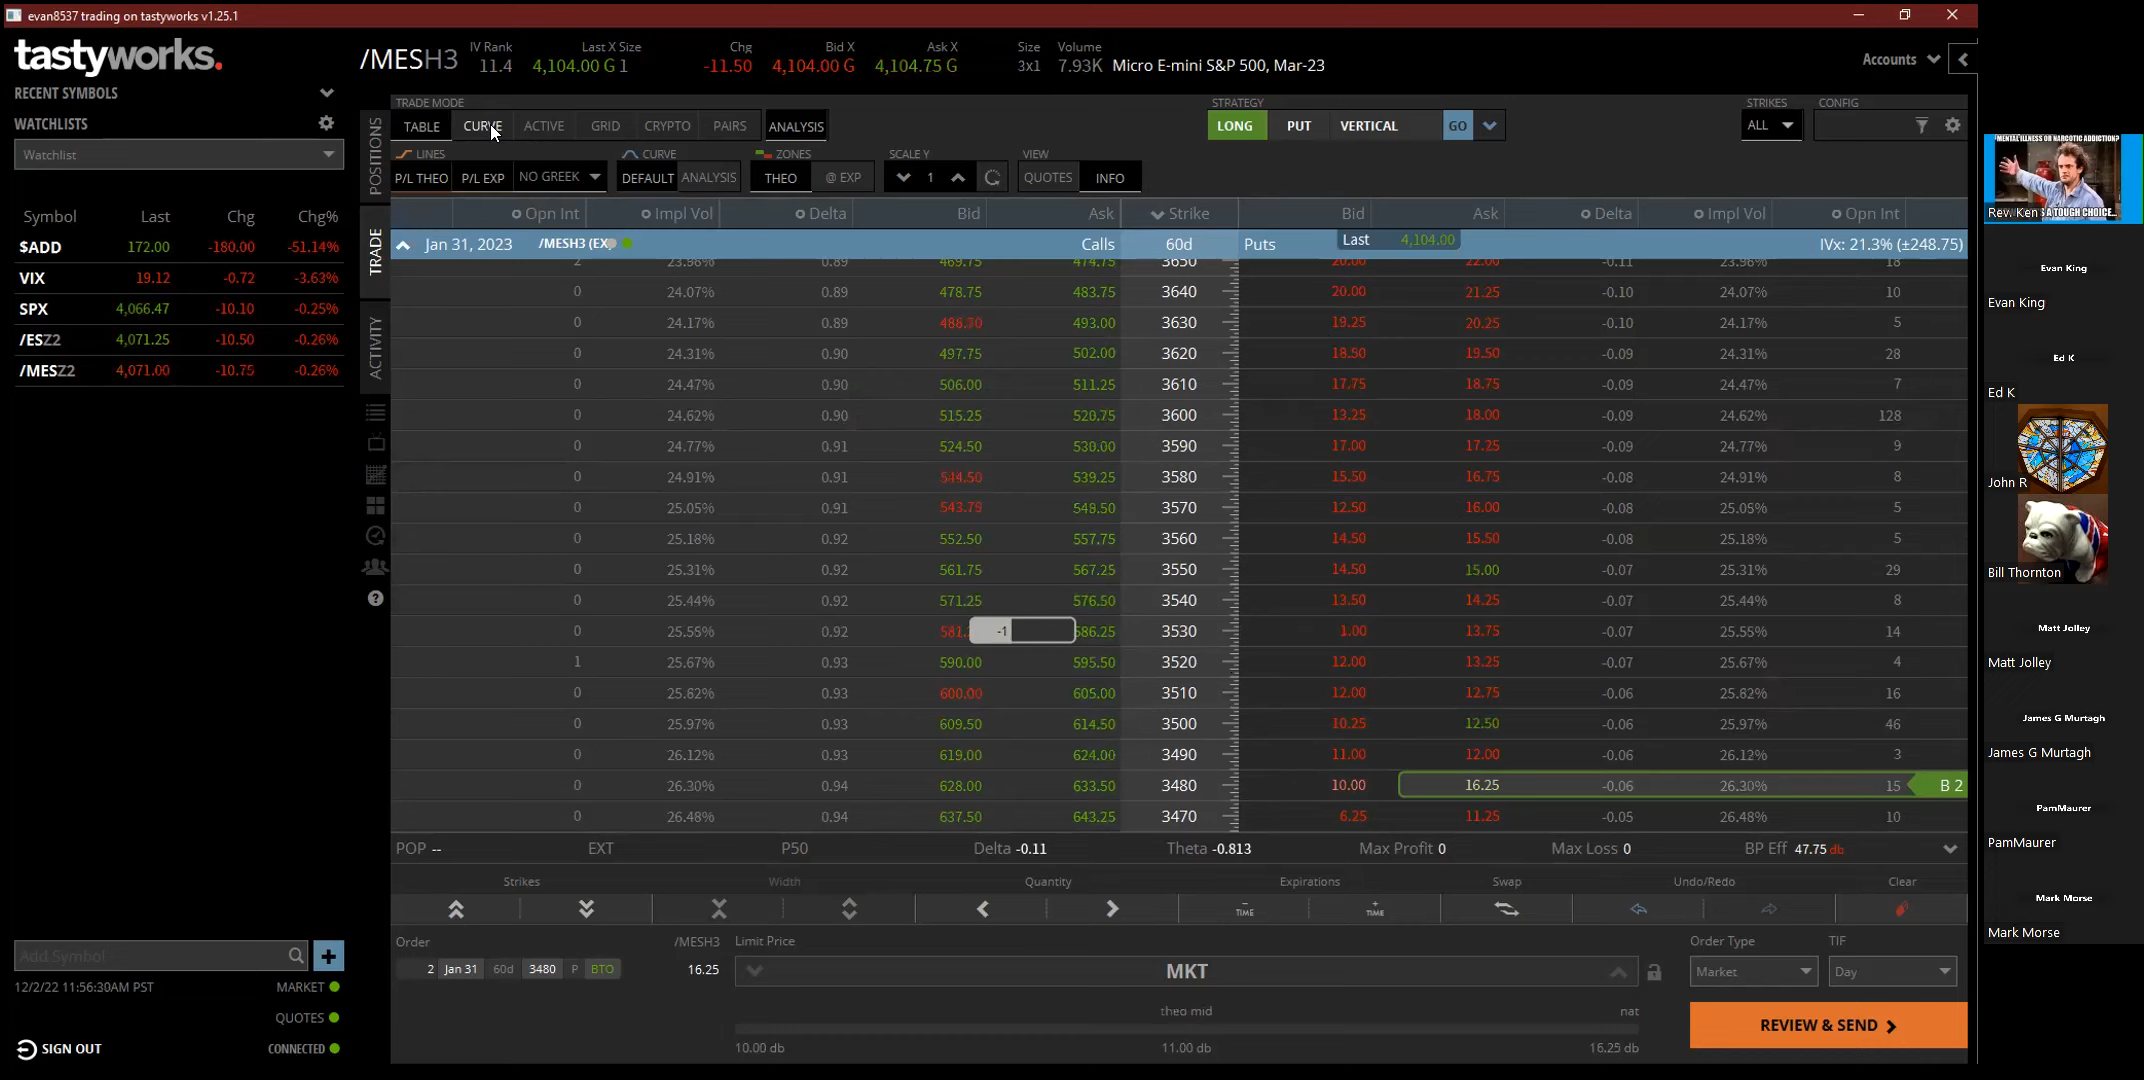 evan8537 trading on tastyworks v1.25.1
tastyworks.
RECENT SYMBOLS
WATCHLISTS
Watchlist
Symbol Last Chg Chg%
$ADD 172.00 -180.00 -51.14%
VIX 19.12 -0.72 -3.63%
SPX 4,066.47 -10.10 -0.25%
/ESZ2 4,071.25 -10.50 -0.26%
/MESZ2 4,071.00 -10.75 -0.26%
Add Symbol
12/2/22 11:56:30AM PST MARKET
QUOTES
SIGN OUT CONNECTED
POSITIONS
TRADE
ACTIVITY
/MESH3
IV Rank Last X Size Chg Bid X Ask X Size Volume
11.4 4,104.00 G 1 -11.50 4,104.00 G 4,104.75 G 3x1 7.93K Micro E-mini S&P 500, Mar-23
Accounts
TRADE MODE STRATEGY STRIKES CONFIG
TABLE CURVE ACTIVE GRID CRYPTO PAIRS ANALYSIS LONG PUT VERTICAL GO ALL
LINES CURVE ZONES SCALE Y VIEW
P/L THEO P/L EXP NO GREEK DEFAULT ANALYSIS THEO @ EXP 1 QUOTES INFO
Opn Int Impl Vol Delta Bid Ask Strike Bid Ask Delta Impl Vol Opn Int
Jan 31, 2023 /MESH3 (EX Calls 60d Puts Last 4,104.00 IVx: 21.3% (±248.75)
2 23.96% 0.89 469.75 474.75 3650 20.00 22.00 -0.11 23.96% 18
0 24.07% 0.89 478.75 483.75 3640 20.00 21.25 -0.10 24.07% 10
0 24.17% 0.89 493.00 3630 19.25 20.25 -0.10 24.17% 5
0 24.31% 0.90 497.75 502.00 3620 18.50 19.50 -0.09 24.31% 28
0 24.47% 0.90 506.00 511.25 3610 17.75 18.75 -0.09 24.47% 7
0 24.62% 0.90 515.25 520.75 3600 13.25 18.00 -0.09 24.62% 128
0 24.77% 0.91 524.50 530.00 3590 17.00 17.25 -0.09 24.77% 9
0 24.91% 0.91 544.50 539.25 3580 15.50 16.75 -0.08 24.91% 8
0 25.05% 0.91 543.75 548.50 3570 12.50 16.00 -0.08 25.05% 5
0 25.18% 0.92 552.50 557.75 3560 14.50 15.50 -0.08 25.18% 5
0 25.31% 0.92 561.75 567.25 3550 14.50 15.00 -0.07 25.31% 29
0 25.44% 0.92 571.25 576.50 3540 13.50 14.25 -0.07 25.44% 8
0 25.55% 0.92 -1 586.25 3530 1.00 13.75 -0.07 25.55% 14
1 25.67% 0.93 590.00 595.50 3520 12.00 13.25 -0.07 25.67% 4
0 25.82% 0.93 600.00 605.00 3510 12.00 12.75 -0.06 25.82% 16
0 25.97% 0.93 609.50 614.50 3500 10.25 12.50 -0.06 25.97% 46
0 26.12% 0.93 619.00 624.00 3490 11.00 12.00 -0.06 26.12% 3
0 26.30% 0.94 628.00 633.50 3480 10.00 16.25 -0.06 26.30% 15 B 2
0 26.48% 0.94 637.50 643.25 3470 6.25 11.25 -0.05 26.48% 10
POP -- EXT P50 Delta -0.11 Theta -0.813 Max Profit 0 Max Loss 0 BP Eff 47.75 db
Strikes Width Quantity Expirations Swap Undo/Redo Clear
TIME TIME
Order /MESH3 Limit Price Order Type TIF
2 Jan 31 60d 3480 P BTO 16.25 MKT Market Day
theo mid nat
10.00 db 11.00 db 16.25 db
REVIEW & SEND
"MENTAL ILLNESS OR NARCOTIC ADDICTION?
Rev. Ken S A TOUGH CHOICE...
Evan King
Evan King
Ed K
Ed K
John R
Bill Thornton
Matt Jolley
Matt Jolley
James G Murtagh
James G Murtagh
PamMaurer
PamMaurer
Mark Morse
Mark Morse